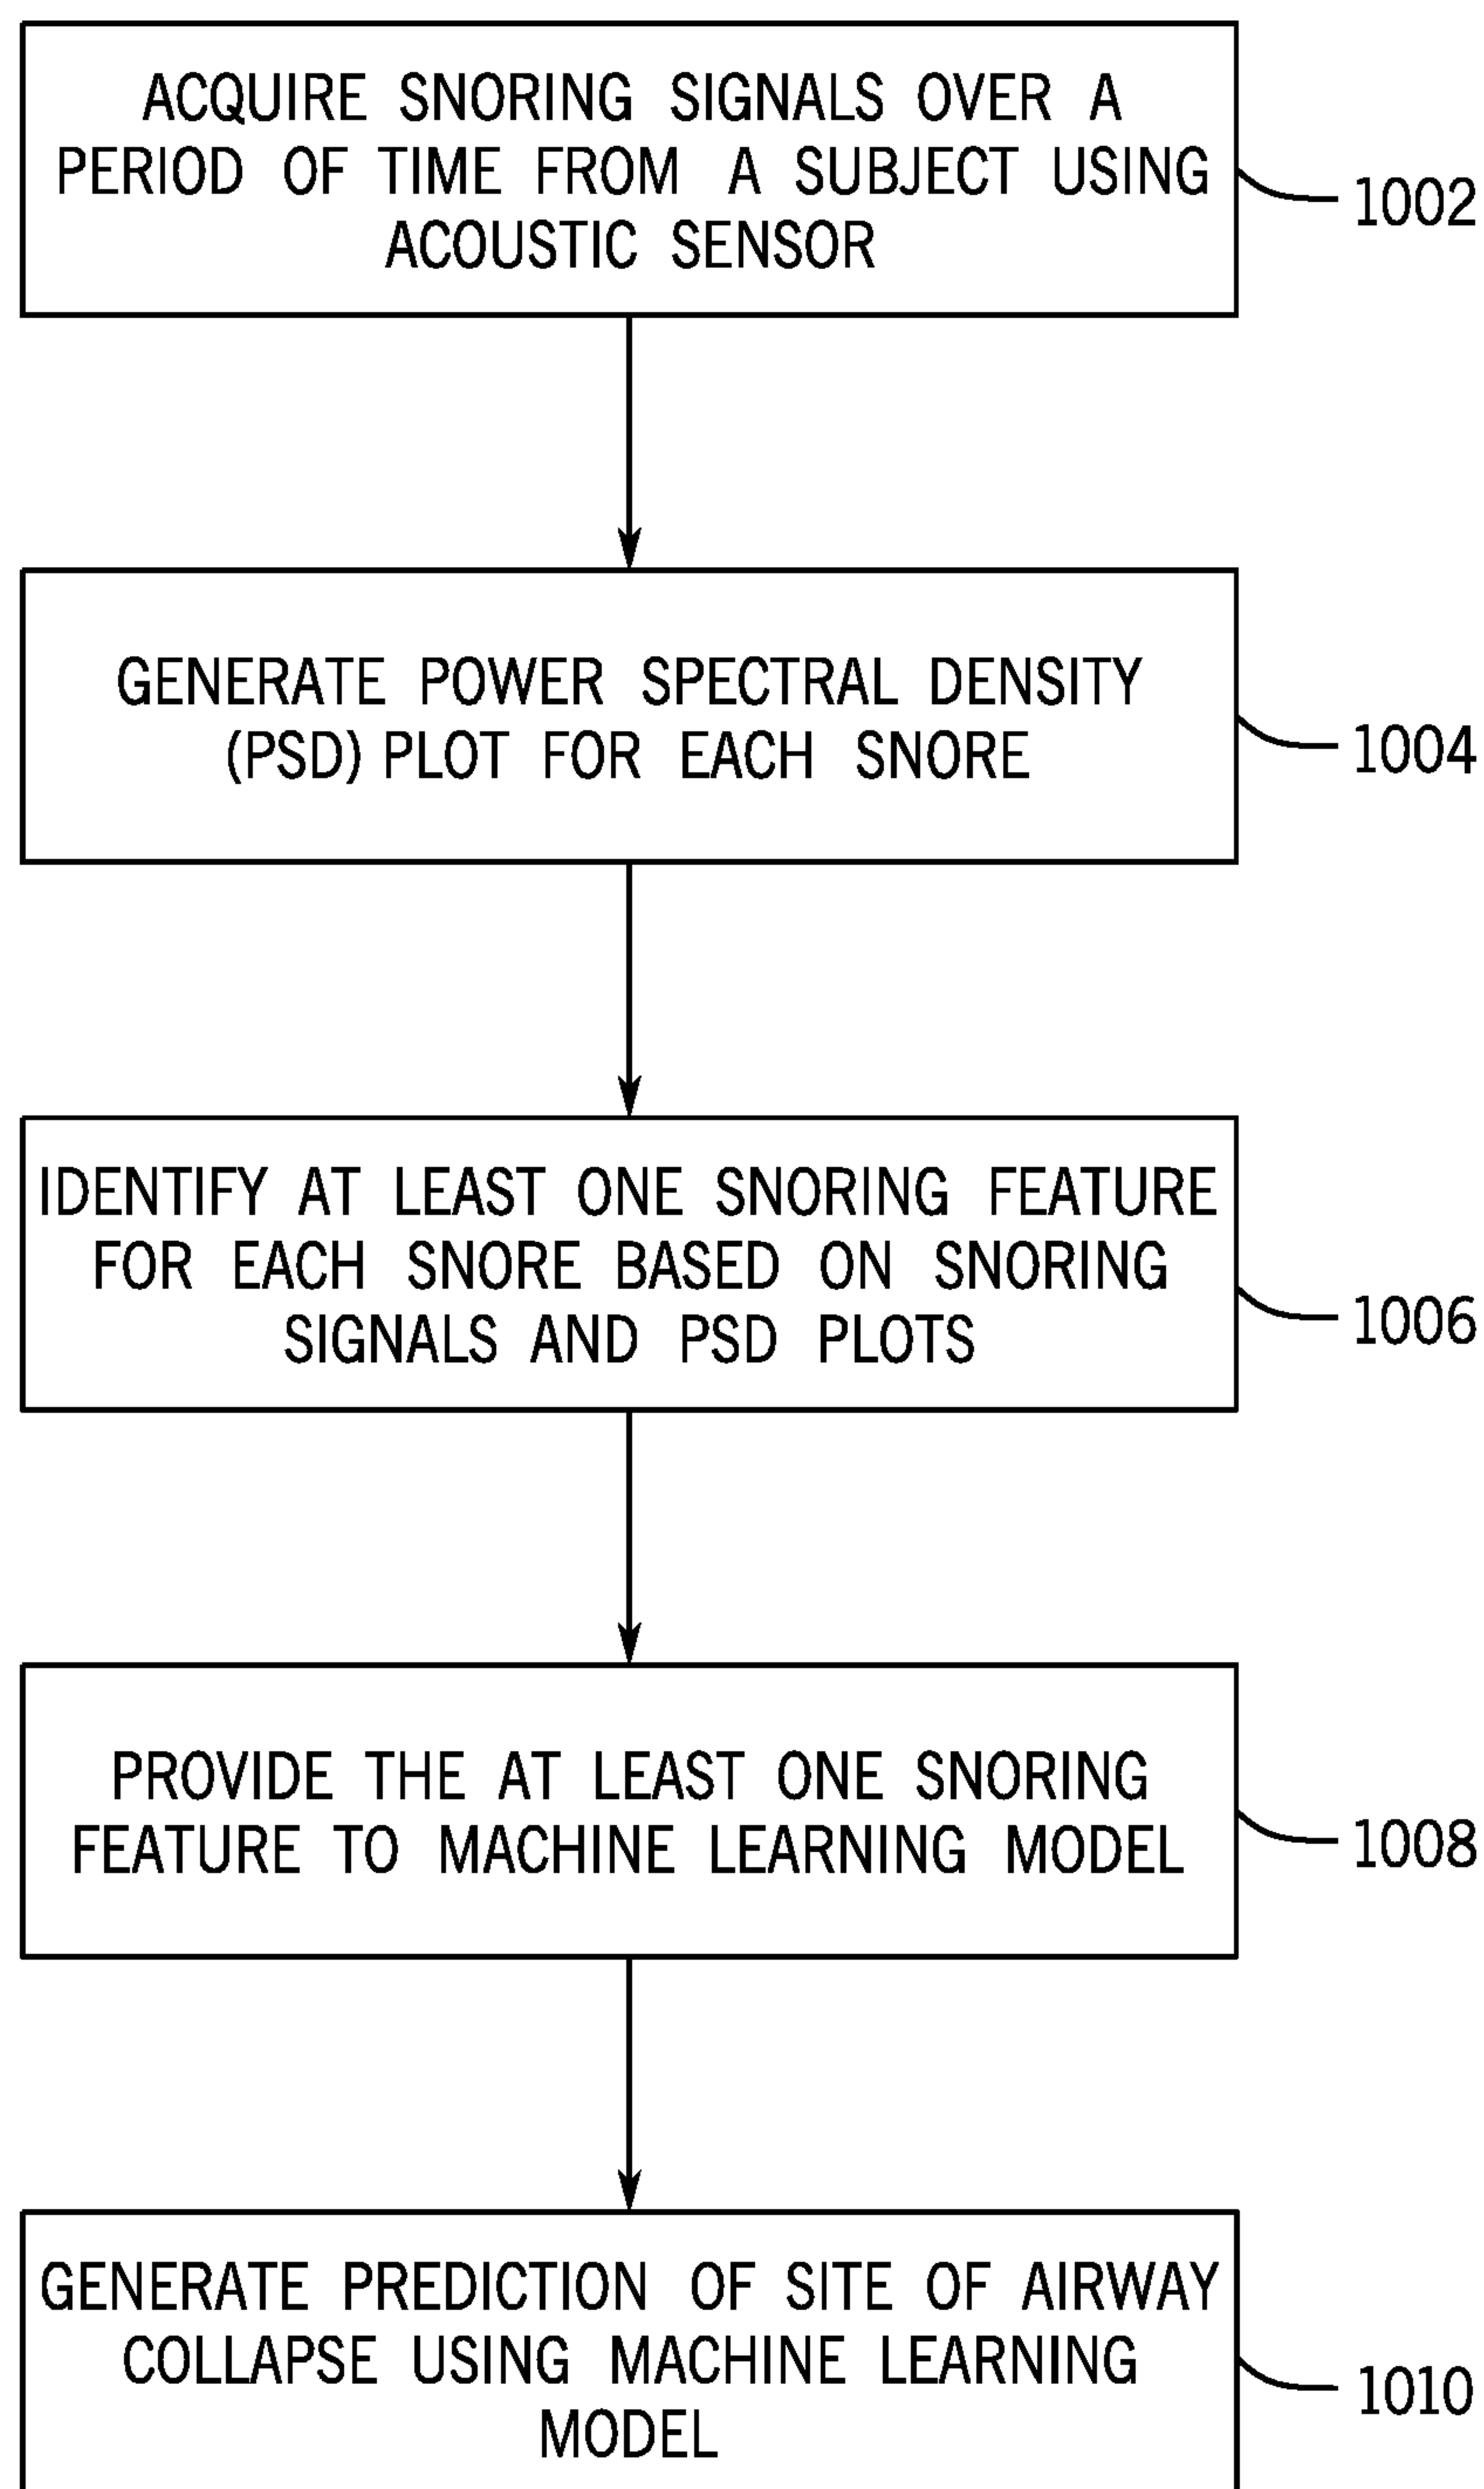 ACQUIRE SNORING SIGNALS OVER A
PERIOD OF TIME FROM A SUBJECT USING
ACOUSTIC SENSOR
1002
GENERATE POWER SPECTRAL DENSITY
(PSD) PLOT FOR EACH SNORE
1004
IDENTIFY AT LEAST ONE SNORING FEATURE
FOR EACH SNORE BASED ON SNORING
SIGNALS AND PSD PLOTS
1006
PROVIDE THE AT LEAST ONE SNORING
FEATURE TO MACHINE LEARNING MODEL
1008
GENERATE PREDICTION OF SITE OF AIRWAY
COLLAPSE USING MACHINE LEARNING
MODEL
1010